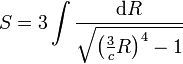 S = 3 ∫ dR / √((3/c R)^4 − 1)